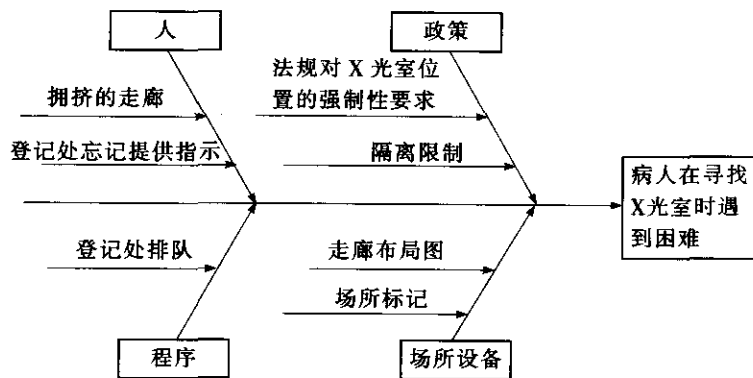 人
政策
法规对 X 光室位
置的强制性要求
拥挤的走廊
登记处忘记提供指示
隔离限制
病人在寻找
X光室时遇
到困难
登记处排队
走廊布局图
场所标记
程序
场所设备